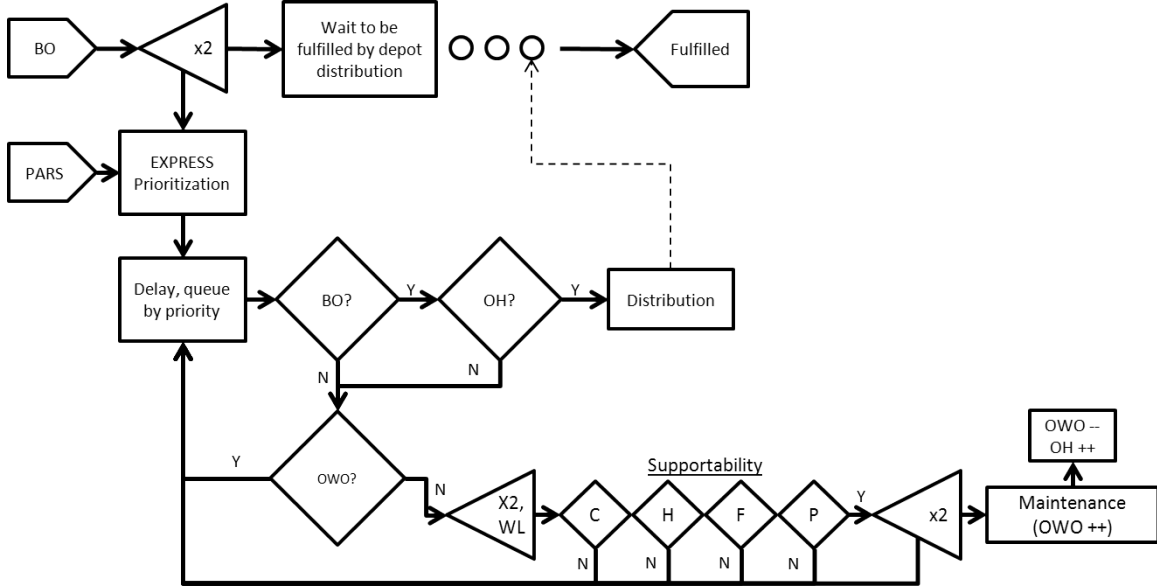 BO
x2
Wait to be
fulfilled by depot
distribution
Fulfilled
PARS
EXPRESS
Prioritization
Delay, queue
by priority
BO?
Y
OH?
Y
Distribution
N
N
Y
OWO?
N
X2,
WL
Supportability
C
H
F
P
Y
x2
N
N
N
N
OWO --
OH ++
Maintenance
(OWO ++)